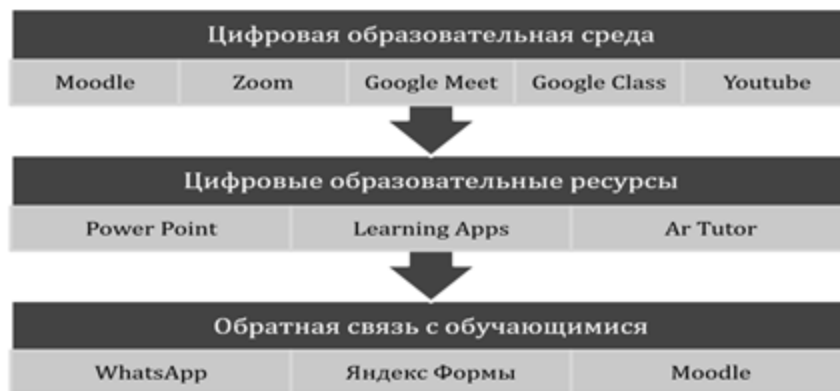 Цифровая образовательная среда
Moodle Zoom Google Meet Google Class Youtube
Цифровые образовательные ресурсы
Power Point Learning Apps Ar Tutor
Обратная связь с обучающимися
WhatsApp Яндекс Формы Moodle